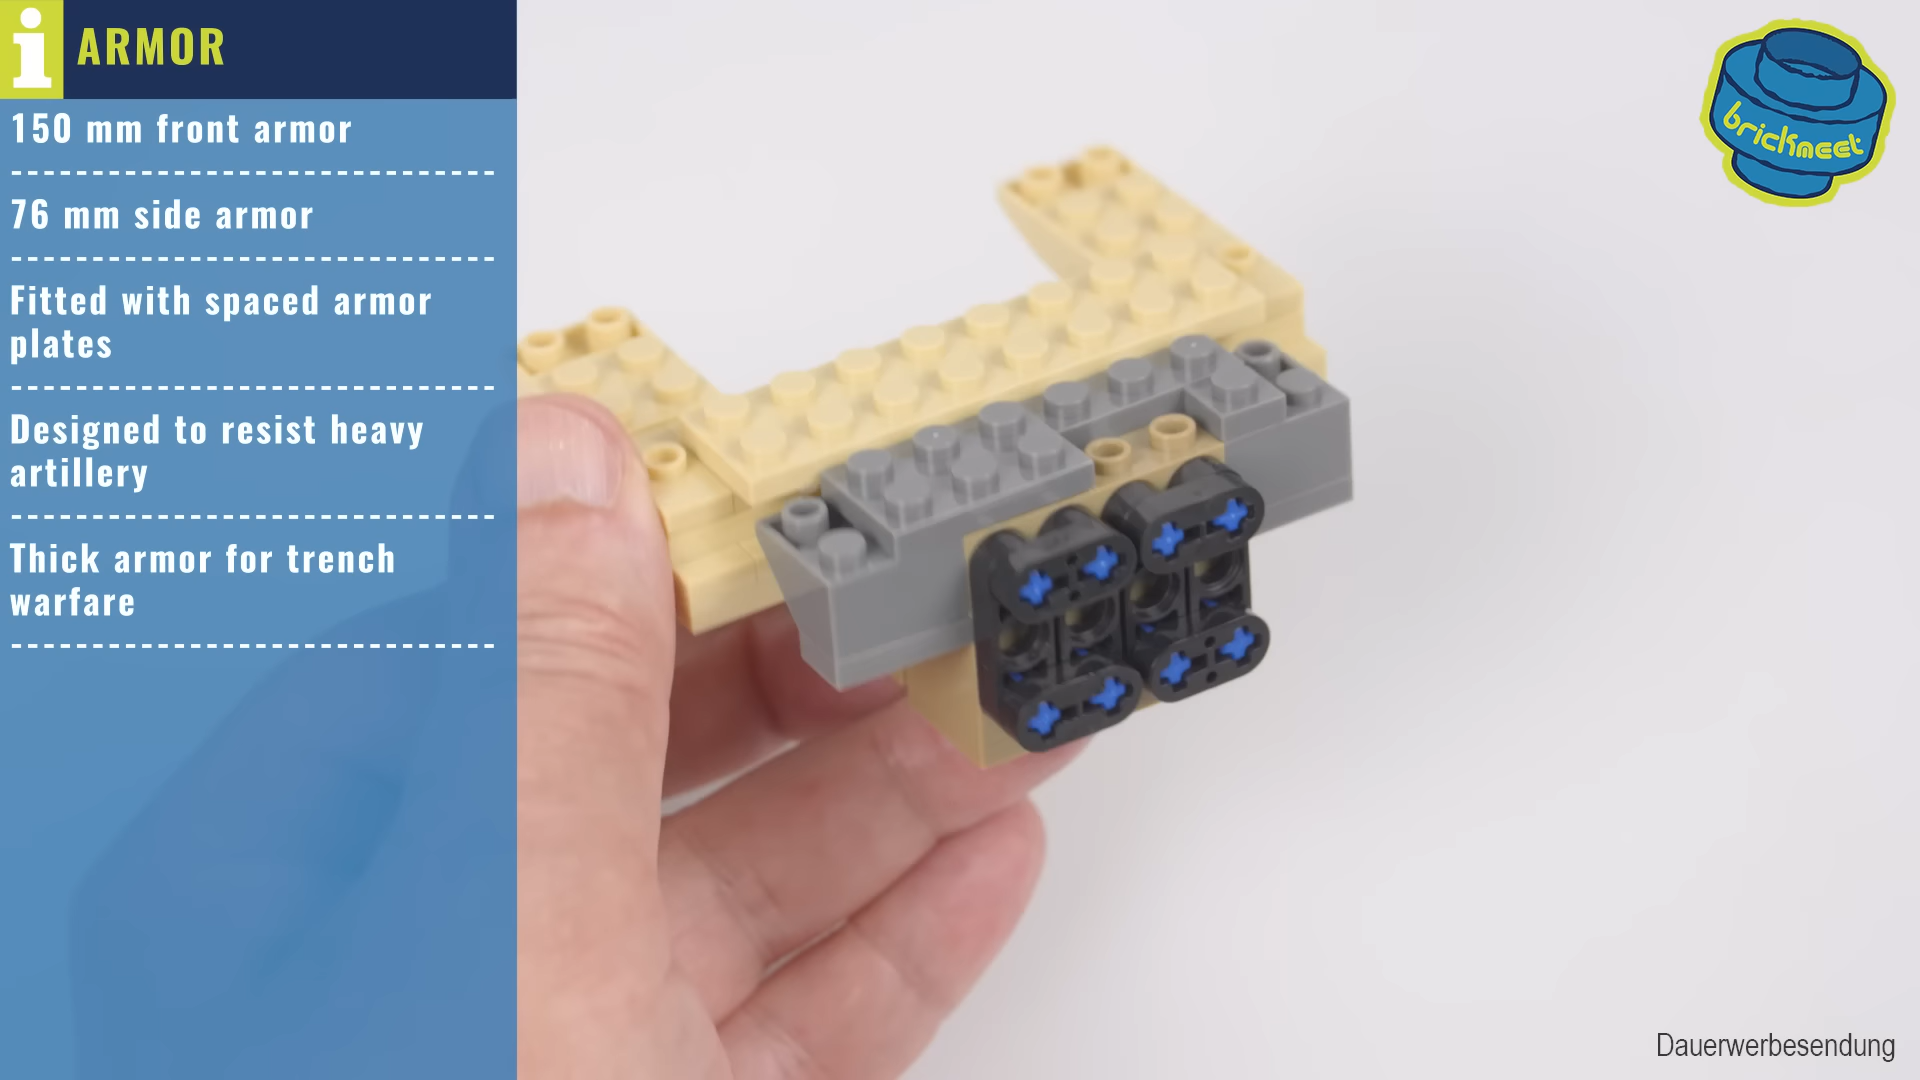 i ARMOR
150 mm front armor
76 mm side armor
Fitted with spaced armor
plates
Designed to resist heavy
artillery
Thick armor for trench
warfare
brickmeet
Dauerwerbesendung